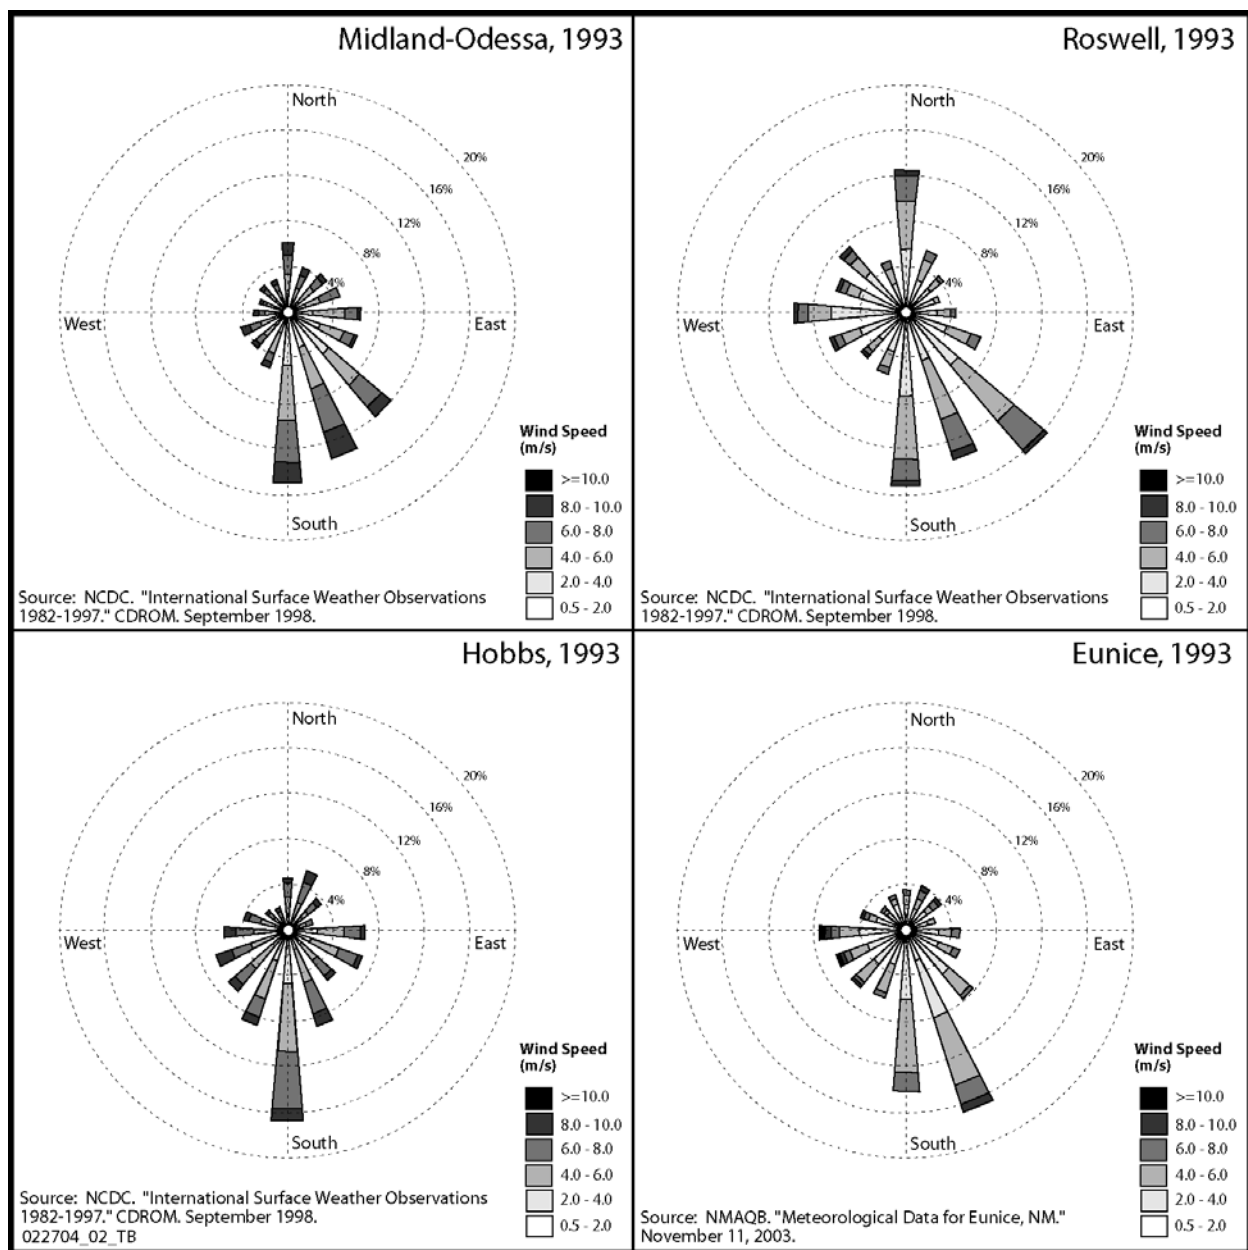 Midland-Odessa, 1993
North
20%
16%
12%
8%
4%
West
East
South
Wind Speed
(m/s)
>=10.0
8.0 - 10.0
6.0 - 8.0
4.0 - 6.0
2.0 - 4.0
0.5 - 2.0
Source: NCDC. "International Surface Weather Observations
1982-1997." CDROM. September 1998.
Roswell, 1993
North
20%
16%
12%
8%
4%
West
East
South
Wind Speed
(m/s)
>=10.0
8.0 - 10.0
6.0 - 8.0
4.0 - 6.0
2.0 - 4.0
0.5 - 2.0
Source: NCDC. "International Surface Weather Observations
1982-1997." CDROM. September 1998.
Hobbs, 1993
North
20%
16%
12%
8%
4%
West
East
South
Wind Speed
(m/s)
>=10.0
8.0 - 10.0
6.0 - 8.0
4.0 - 6.0
2.0 - 4.0
0.5 - 2.0
Source: NCDC. "International Surface Weather Observations
1982-1997." CDROM. September 1998.
022704_02_TB
Eunice, 1993
North
20%
16%
12%
8%
4%
West
East
South
Wind Speed
(m/s)
>=10.0
8.0 - 10.0
6.0 - 8.0
4.0 - 6.0
2.0 - 4.0
0.5 - 2.0
Source: NMAQB. "Meteorological Data for Eunice, NM."
November 11, 2003.